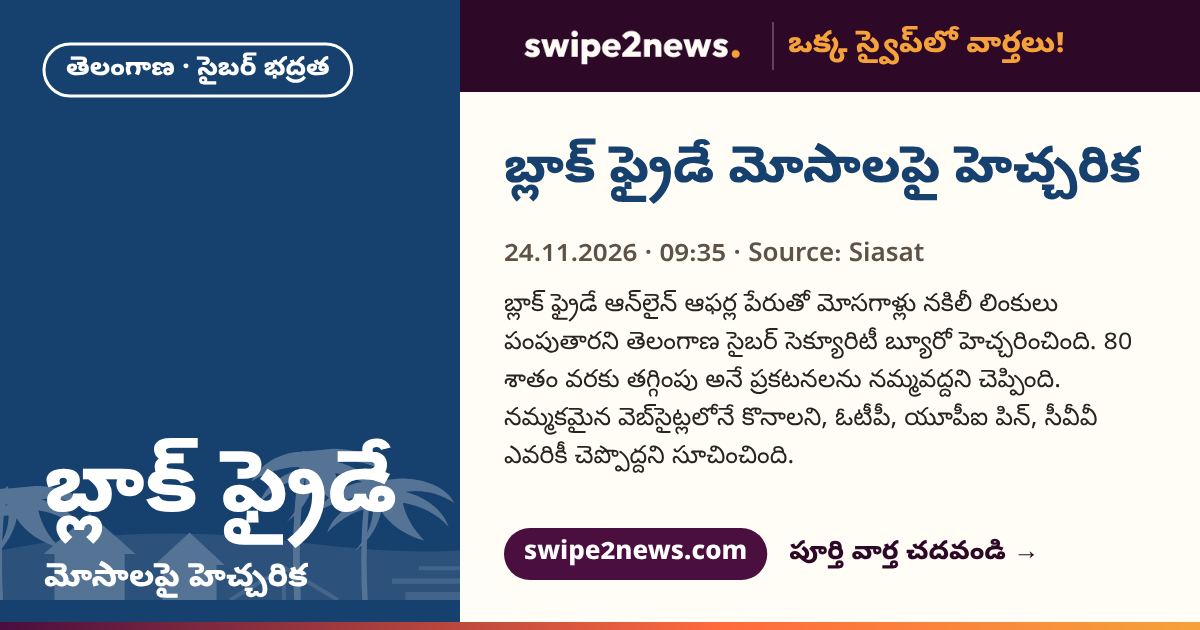 తెలంగాణ · సైబర్ భద్రత
బ్లాక్ ఫ్రైడే
మోసాలపై హెచ్చరిక
swipe2news. ఒక్క స్వైప్‌లో వార్తలు!
బ్లాక్ ఫ్రైడే మోసాలపై హెచ్చరిక
24.11.2026 · 09:35 · Source: Siasat
బ్లాక్ ఫ్రైడే ఆన్‌లైన్ ఆఫర్ల పేరుతో మోసగాళ్లు నకిలీ లింకులు
పంపుతారని తెలంగాణ సైబర్ సెక్యూరిటీ బ్యూరో హెచ్చరించింది. 80
శాతం వరకు తగ్గింపు అనే ప్రకటనలను నమ్మవద్దని చెప్పింది.
నమ్మకమైన వెబ్‌సైట్లలోనే కొనాలని, ఓటీపీ, యూపీఐ పిన్, సీవీవీ
ఎవరికీ చెప్పొద్దని సూచించింది.
swipe2news.com పూర్తి వార్త చదవండి →